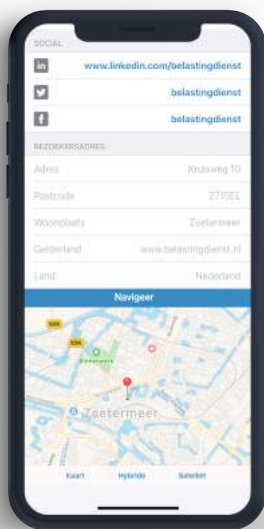 SOCIAL
in www.linkedin.com/belastingdienst
belastingdienst
f belastingdienst
BEZOEKERSADRES
Adres Kruisweg 10
Postcode
Woonplaats Zoetermeer
Gelderland www.belastingdienst.nl
Land Nederland
Navigeer
Zoetermeer
Kaart Hybride Satelliet